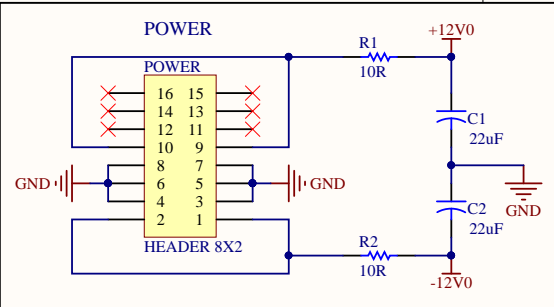 POWER
R1
+12V0
POWER
10R
16 15
14 13
12 11
10 9
8 7
6 5
4 3
2 1
GND
GND
HEADER 8X2
C1
22uF
GND
C2
22uF
R2
10R
-12V0